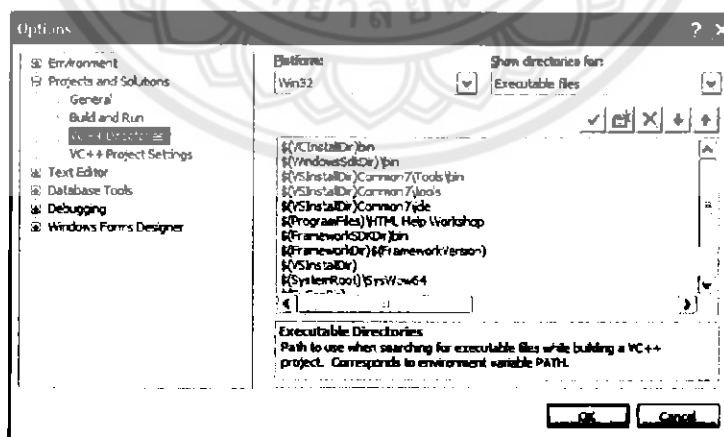 Options
Environment
Projects and Solutions
General
Build and Run
VC++ Directories
VC++ Project Settings
Text Editor
Database Tools
Debugging
Windows Forms Designer
Platform:
Win32
Show directories for:
Executable files
$(VCInstallDir)bin
$(WindowsSdkDir)\bin
$(VSInstallDir)Common7\Tools\bin
$(VSInstallDir)Common7\tools
$(VSInstallDir)Common7\ide
$(ProgramFiles)\HTML Help Workshop
$(FrameworkSDKDir)bin
$(FrameworkDir)$(FrameworkVersion)
$(VSInstallDir)
$(SystemRoot)\SysWow64
Executable Directories
Path to use when searching for executable files while building a VC++
project. Corresponds to environment variable PATH.
OK
Cancel